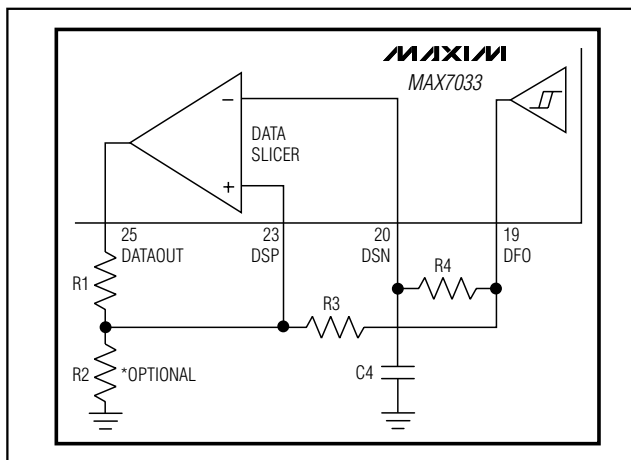 MAXIM
MAX7033
−
DATA
SLICER
+
25
DATAOUT
23
DSP
20
DSN
19
DFO
R1
R4
R3
R2 *OPTIONAL
C4